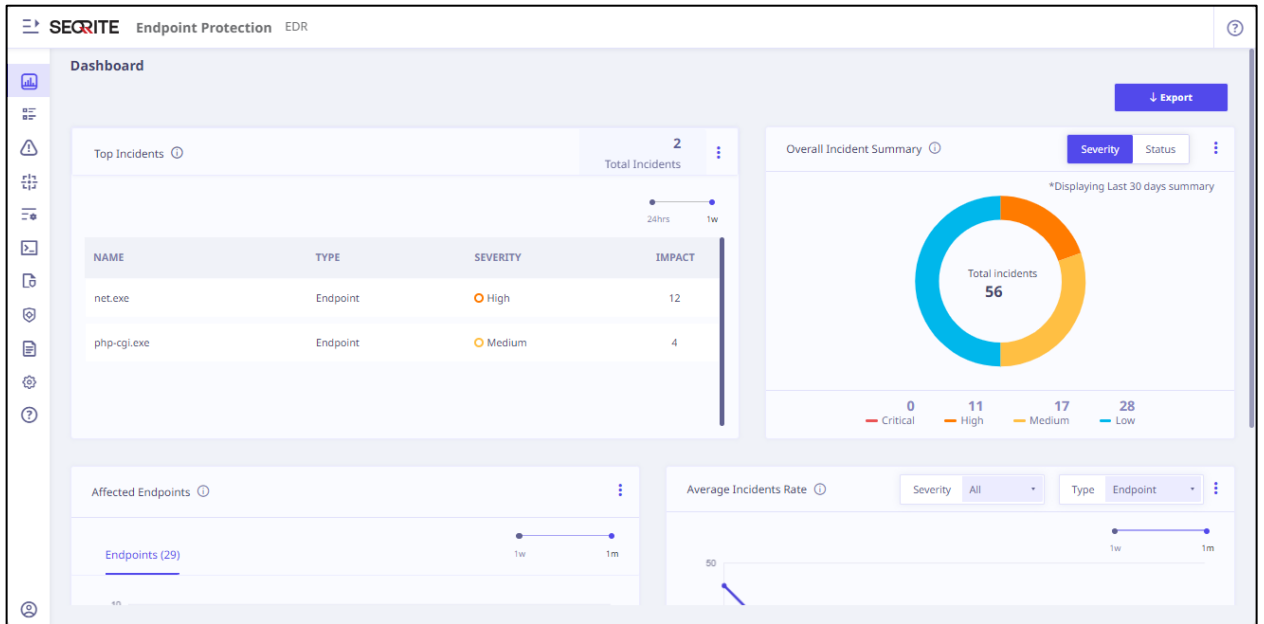 SEQRITE Endpoint Protection EDR
Dashboard
↓ Export
Top Incidents
2
Total Incidents
24hrs 1w
NAME TYPE SEVERITY IMPACT
net.exe Endpoint High 12
php-cgi.exe Endpoint Medium 4
Overall Incident Summary Severity Status
*Displaying Last 30 days summary
Total incidents
56
0 11 17 28
Critical High Medium Low
Affected Endpoints
1w 1m
Endpoints (29)
Average Incidents Rate Severity All Type Endpoint
1w 1m
50